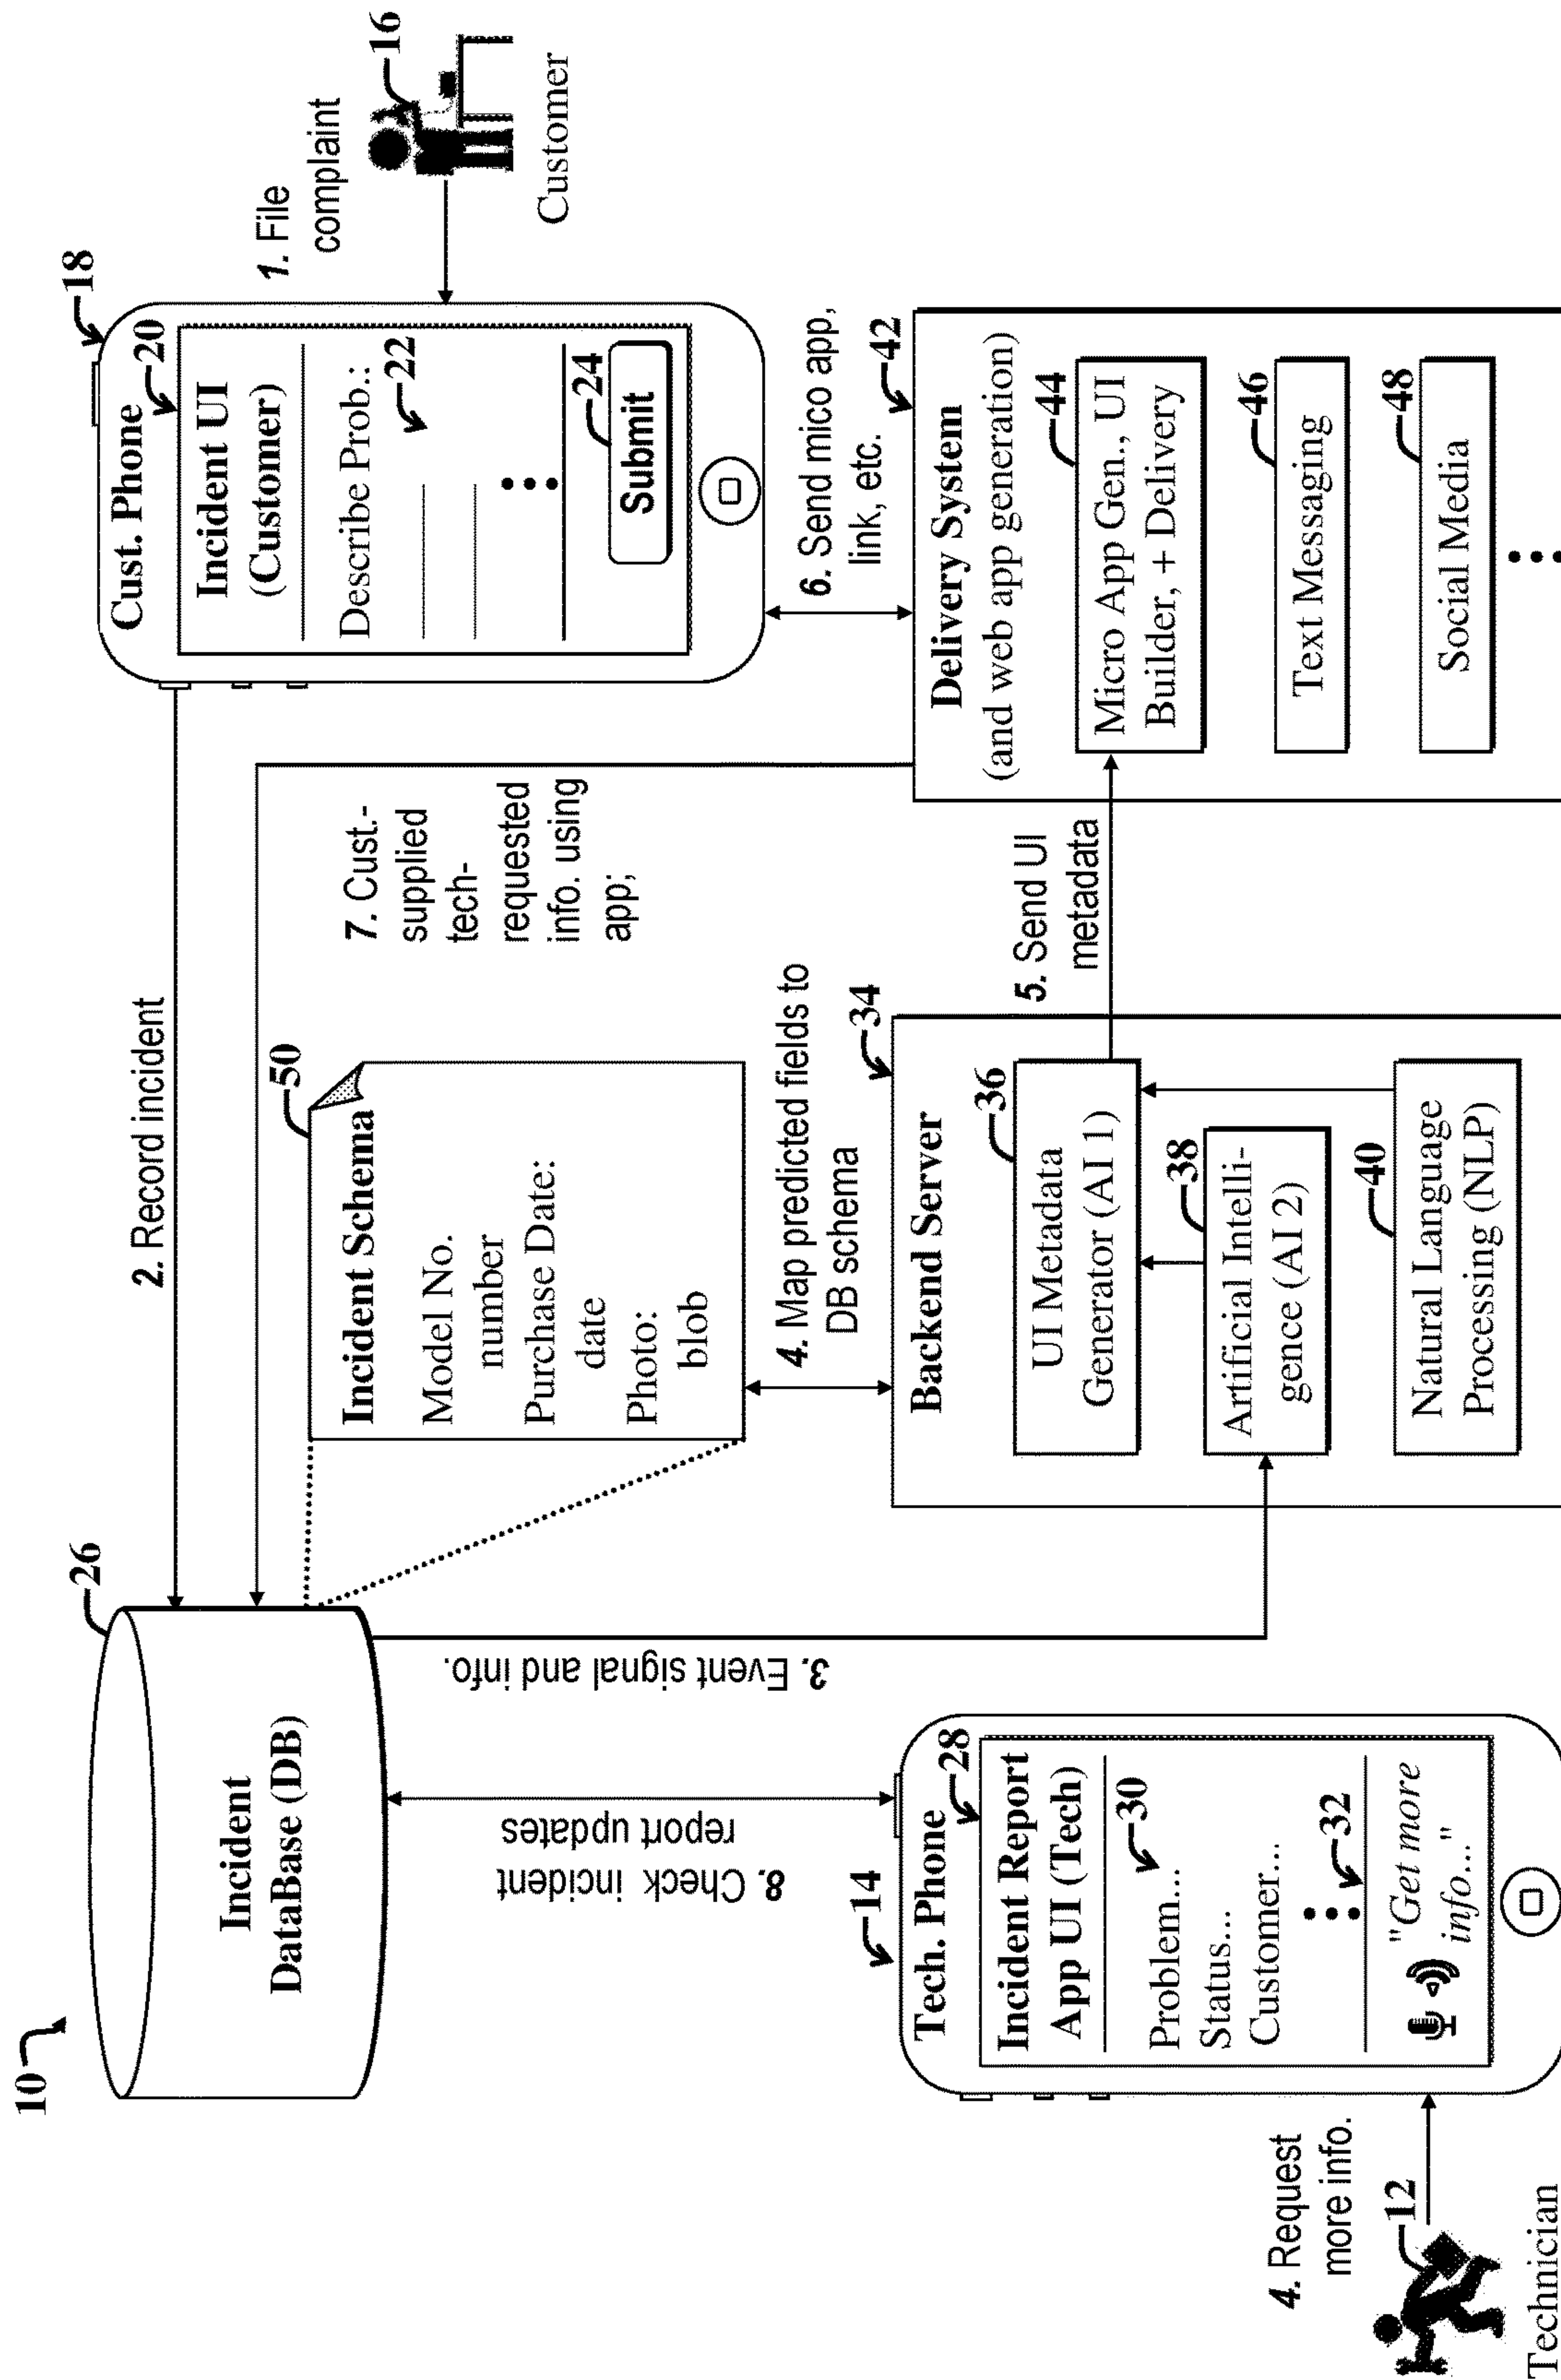 10
26
Incident
DataBase (DB)
2. Record incident
18
Cust. Phone
20
Incident UI
(Customer)
Describe Prob.:
22
24
Submit
1. File
complaint
16
Customer
50
Incident Schema
Model No.
number
Purchase Date:
date
Photo:
blob
7. Cust.-
supplied
tech-
requested
info. using
app;
3. Event signal and info.
8. Check incident
report updates
4. Map predicted fields to
DB schema
6. Send mico app,
link, etc.
14
Tech. Phone
28
Incident Report
App UI (Tech)
Problem...
30
Status...
Customer...
32
"Get more
info..."
4. Request
more info.
12
Technician
34
Backend Server
36
UI Metadata
Generator (AI 1)
38
Artificial Intelli-
gence (AI 2)
40
Natural Language
Processing (NLP)
5. Send UI
metadata
42
Delivery System
(and web app generation)
44
Micro App Gen., UI
Builder, + Delivery
46
Text Messaging
48
Social Media